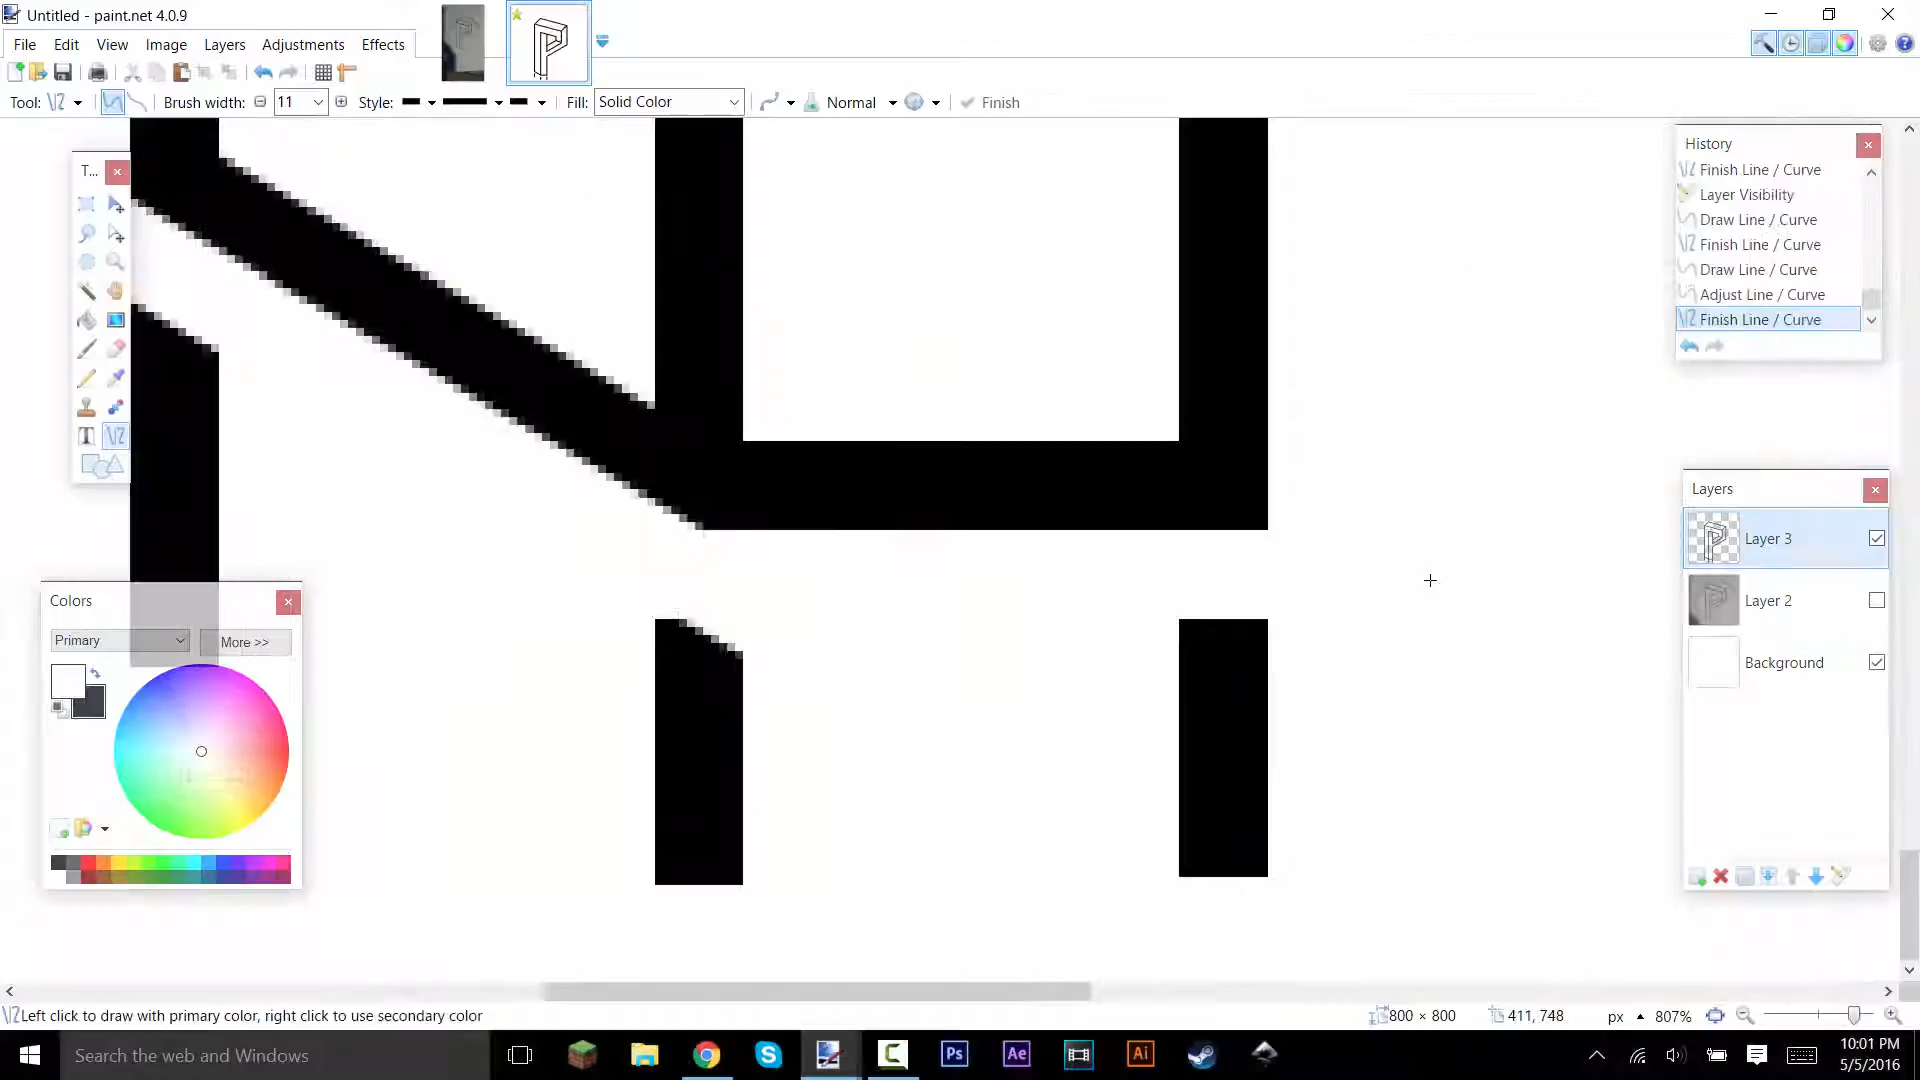 Untitled - paint.net 4.0.9
File Edit View Image Layers Adjustments Effects
Tool: Brush width: 11 Style: Fill: Solid Color Normal Finish
T...
History
Finish Line / Curve
Layer Visibility
Draw Line / Curve
Finish Line / Curve
Draw Line / Curve
Adjust Line / Curve
Finish Line / Curve
Layers
Layer 3
Layer 2
Background
Colors
Primary More >>
Left click to draw with primary color, right click to use secondary color 800 × 800 411, 748 px 807%
Search the web and Windows
Ps Ae Ai
10:01 PM
5/5/2016